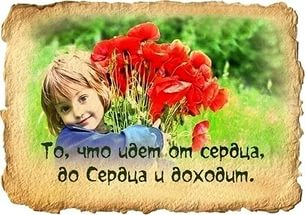 То, что идет от сердца,
до Сердца и доходит.